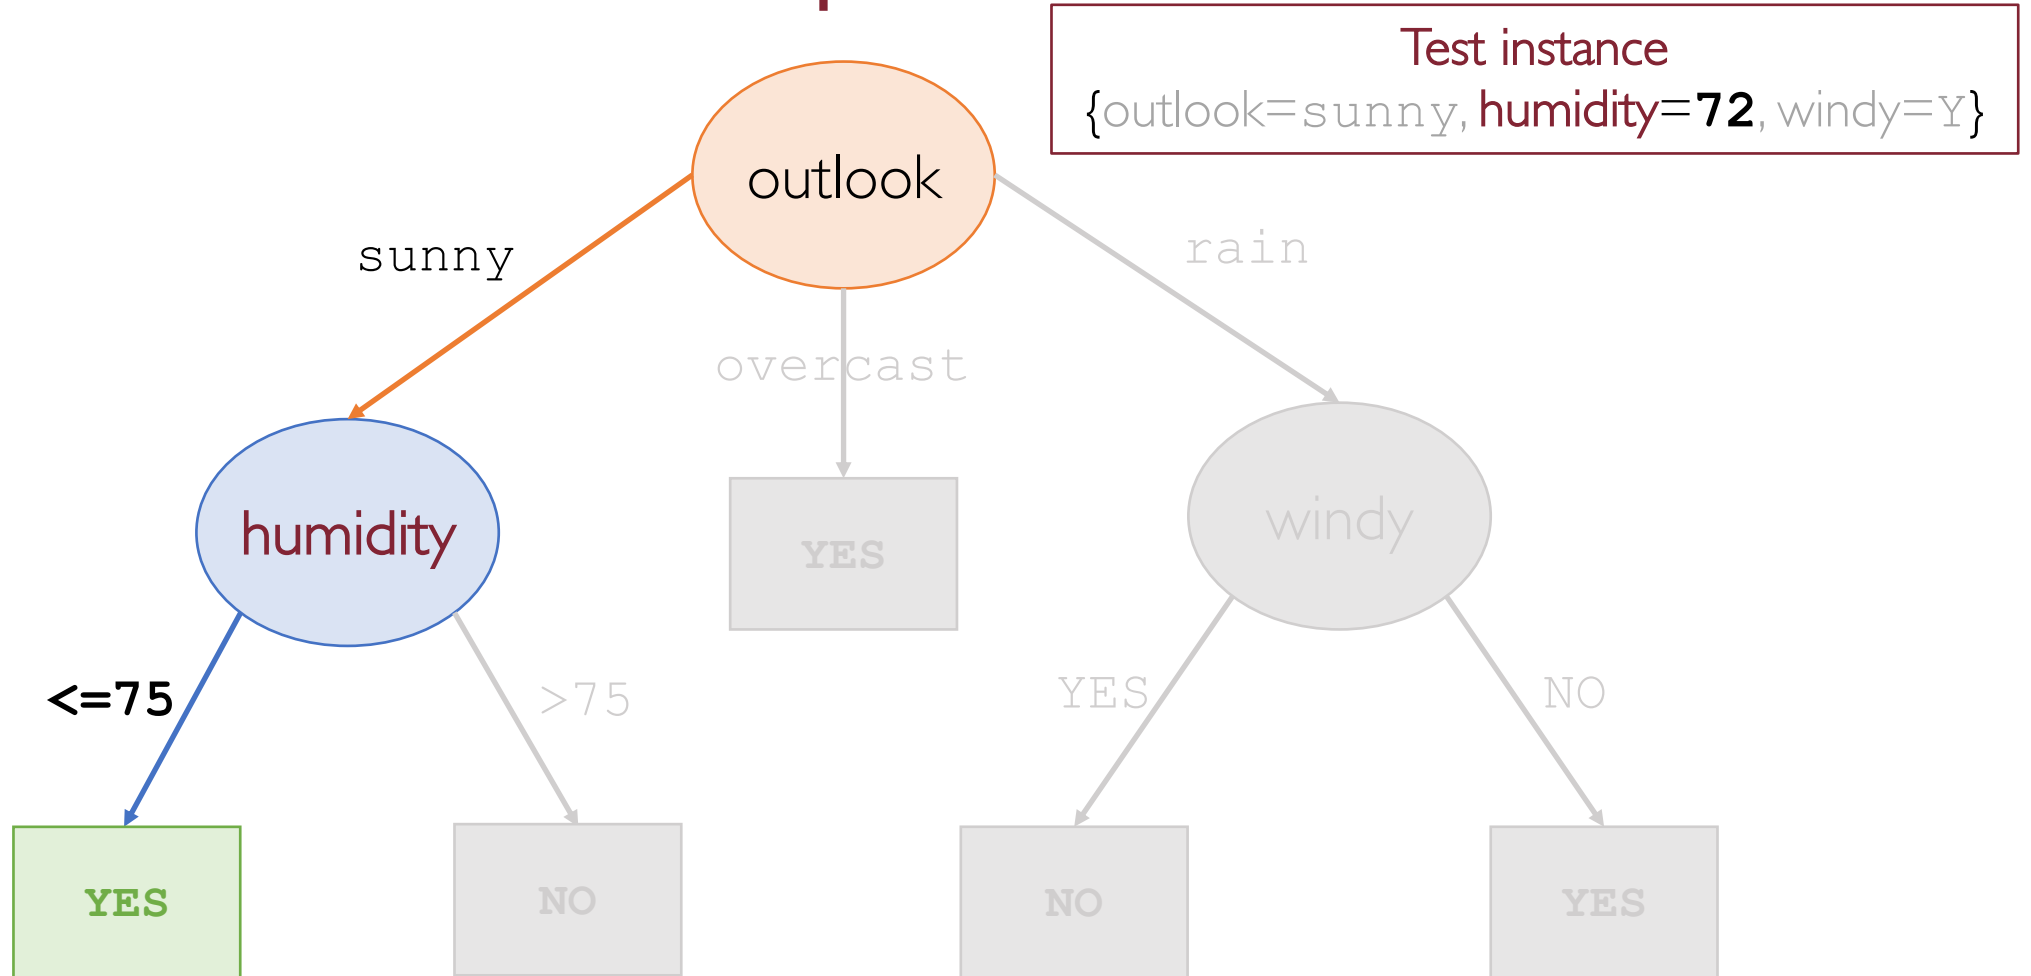 Test instance
{outlook=sunny, humidity=72, windy=Y}
outlook
sunny
rain
overcast
humidity
YES
windy
<=75
>75
YES
NO
YES
NO
NO
YES